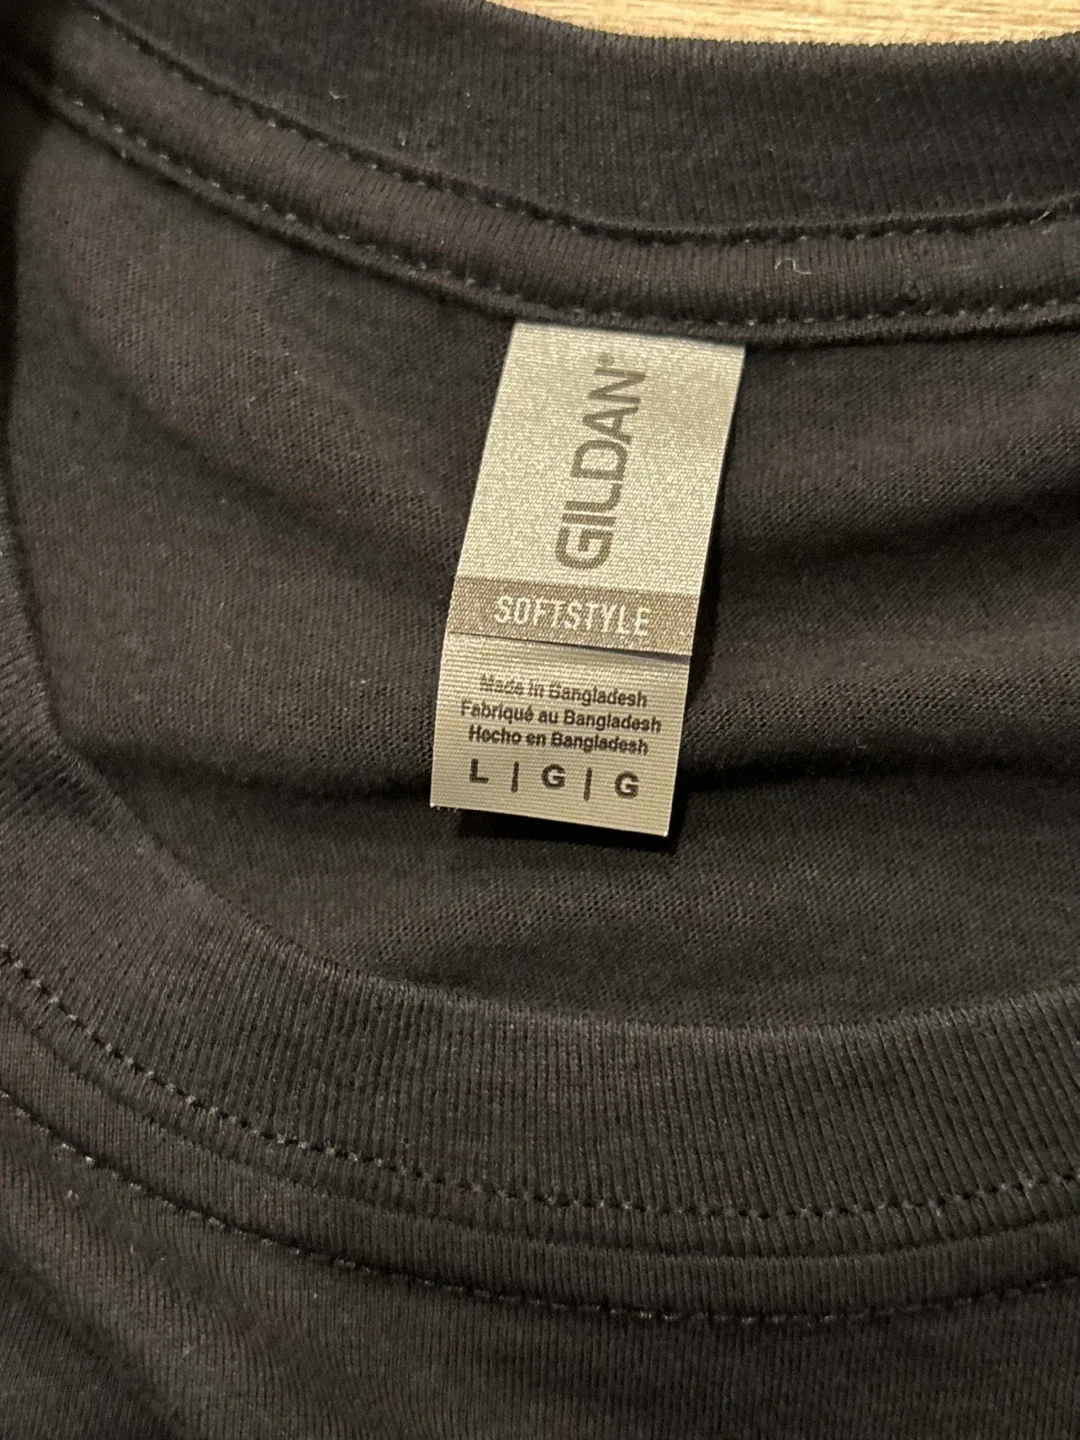 GILDAN®
SOFTSTYLE
Made in Bangladesh
Fabriqué au Bangladesh
Hecho en Bangladesh
L | G | G